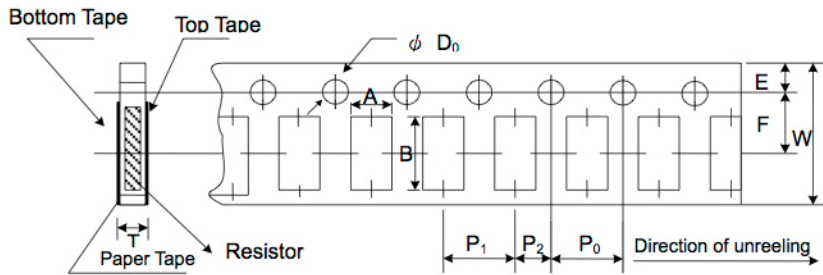 Bottom Tape
Top Tape
ϕ D₀
E
A
F
W
B
T
P₁
P₂
P₀
Paper Tape
Resistor
Direction of unreeling